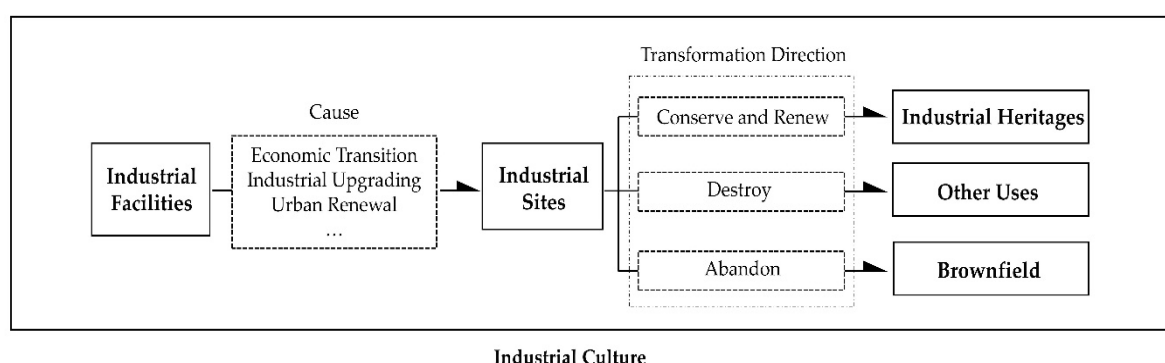 Transformation Direction
Cause
Industrial
Facilities
Economic Transition
Industrial Upgrading
Urban Renewal
…
Industrial
Sites
Conserve and Renew
Destroy
Abandon
Industrial Heritages
Other Uses
Brownfield
Industrial Culture